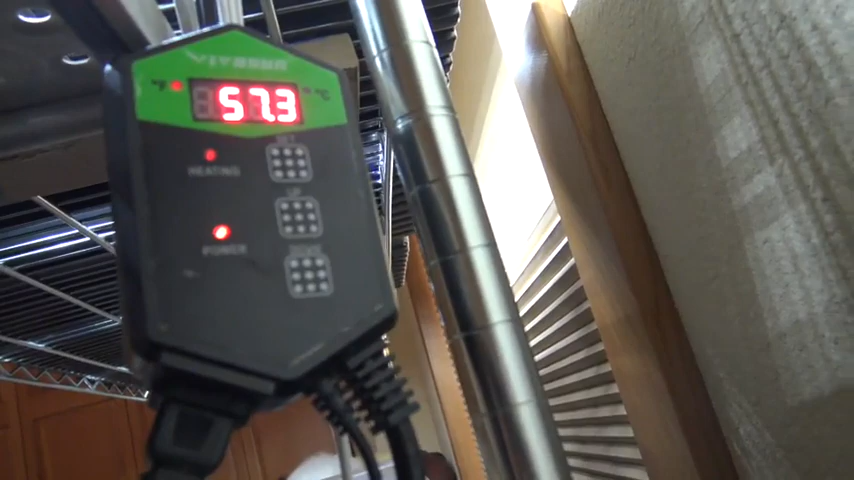 VIVOSUN
°F 57.3 °C
SET
HEATING
UP
POWER
DOWN